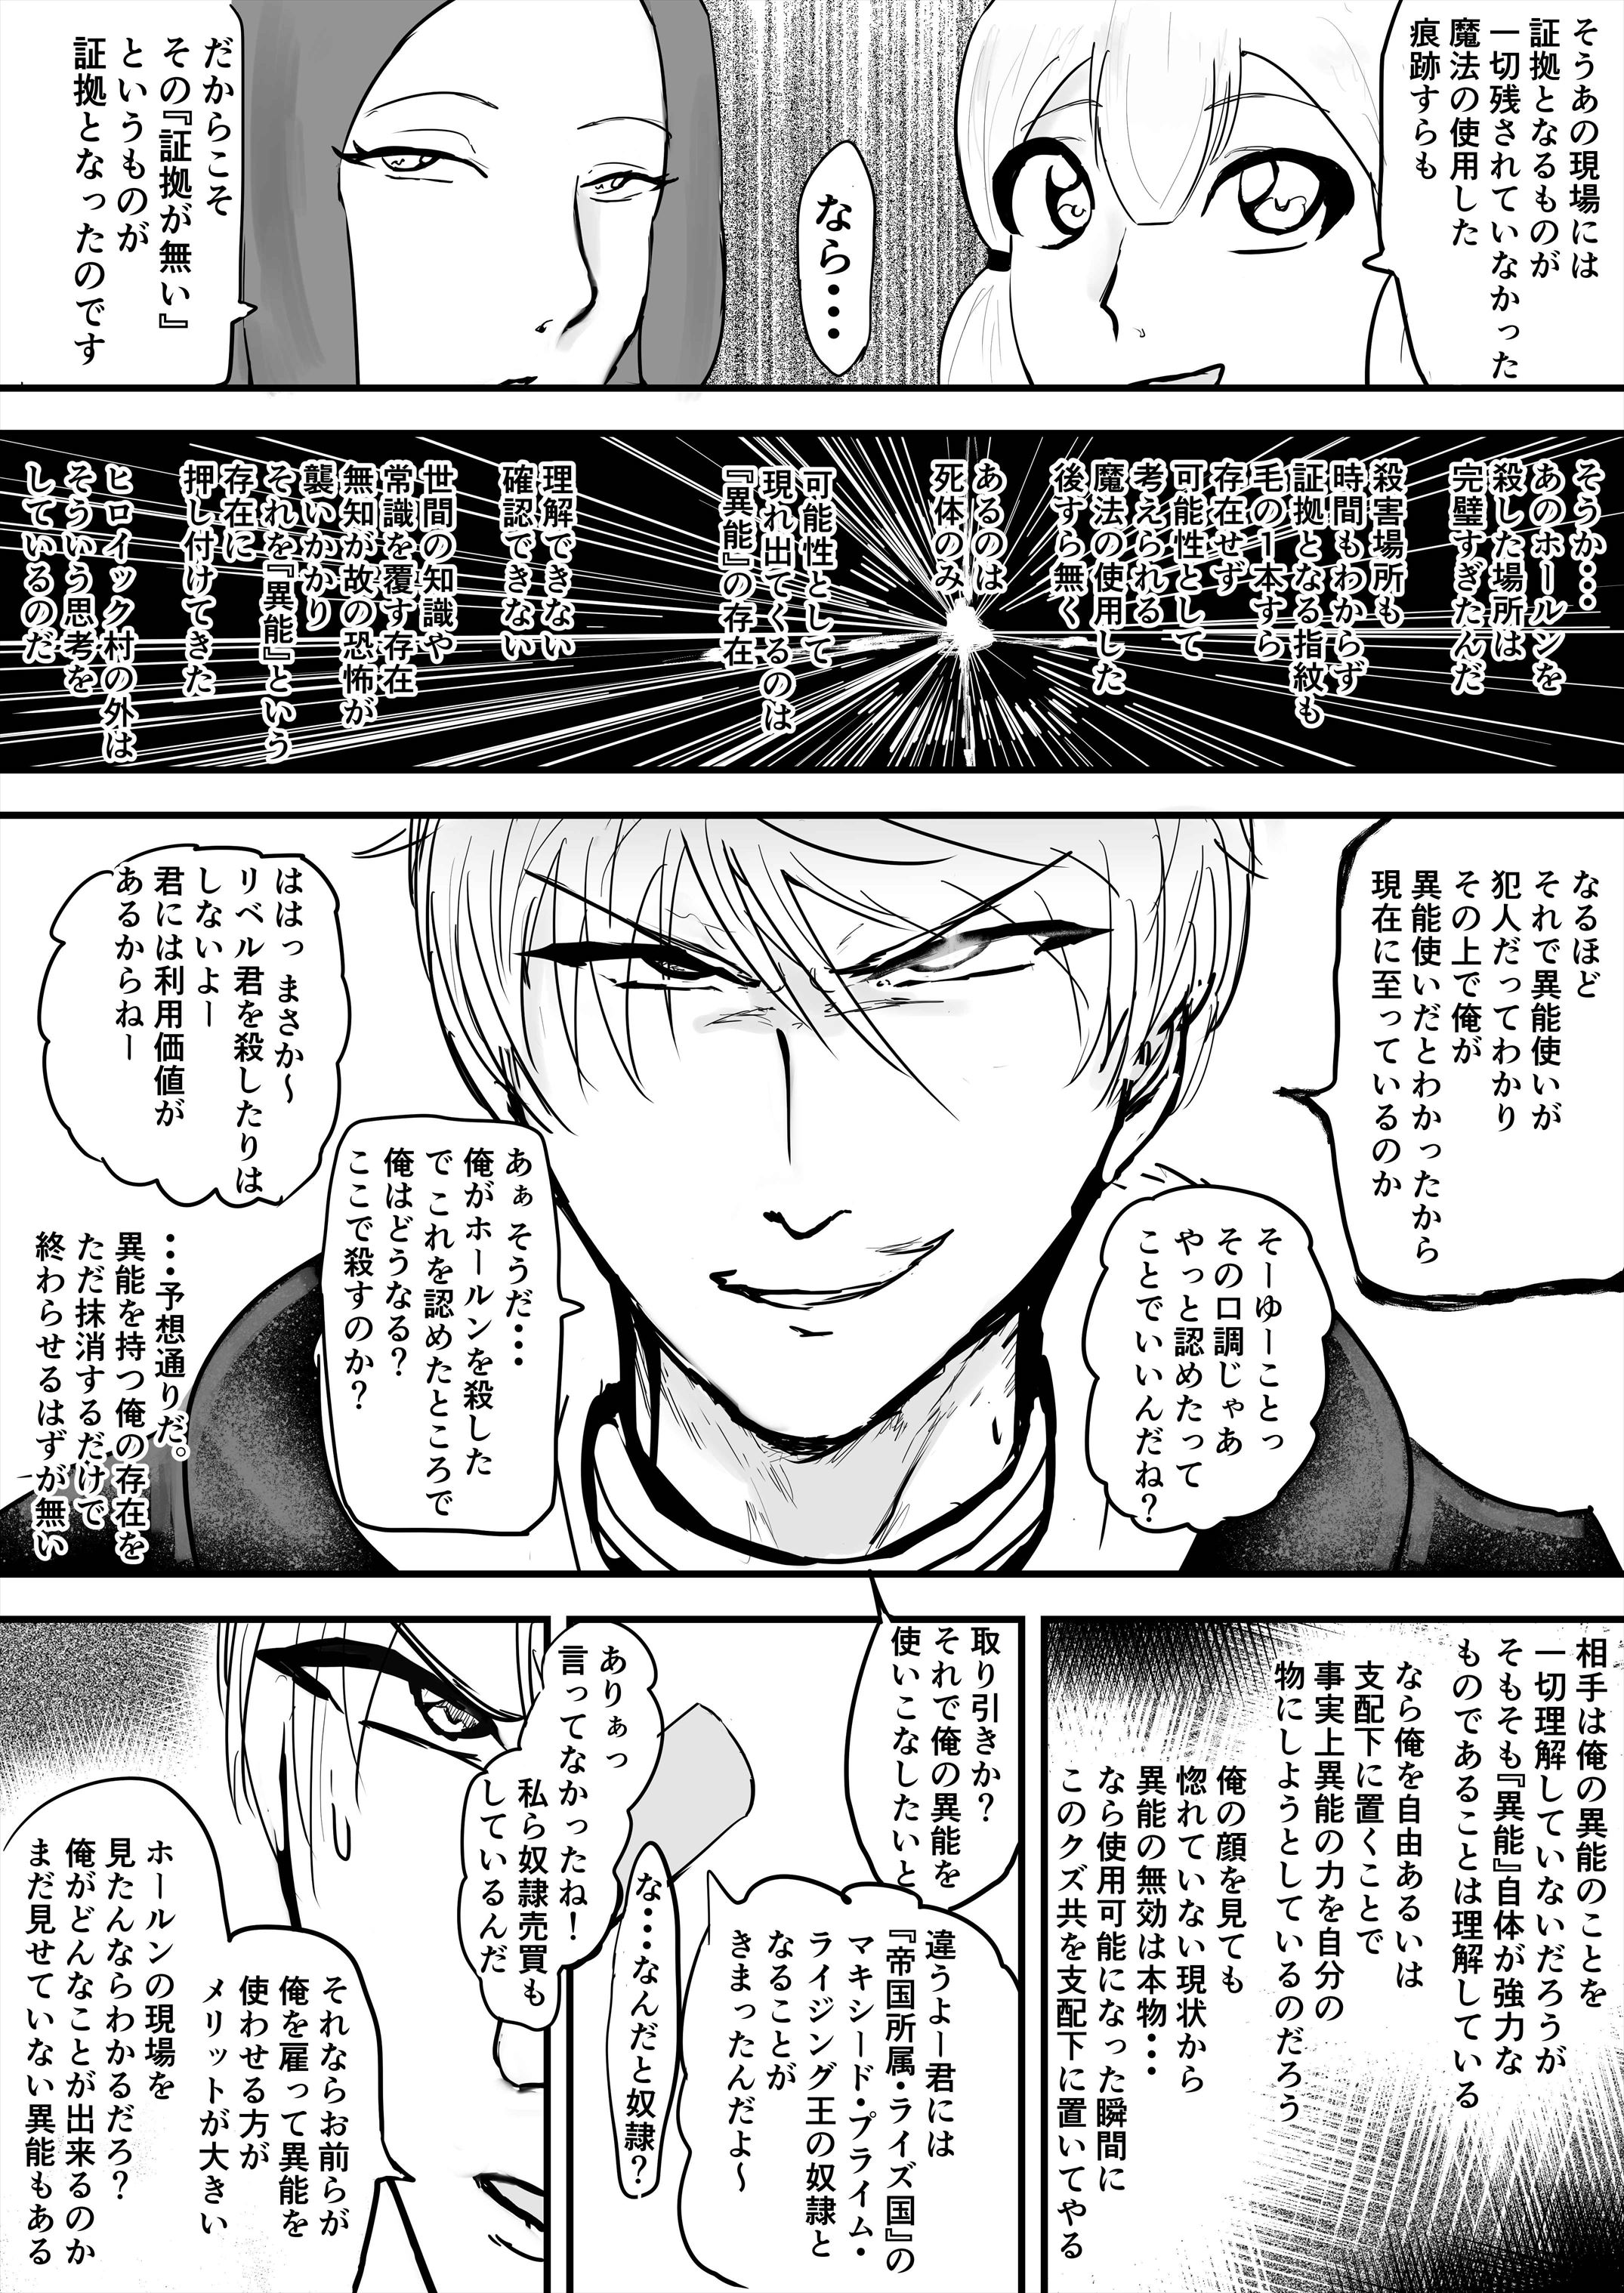 そうあの現場には
証拠となるものが
一切残されていなかった
魔法の使用した
痕跡すらも
なら・・・
だからこそ
その『証拠が無い』
というものが
証拠となったのです
そうか・・・
あのホールンを
殺した場所は
完璧すぎたんだ
殺害場所も
時間もわからず
証拠となる指紋も
毛の１本すら
存在せず
可能性として
考えられる
魔法の使用した
後すら無く
あるのは
死体のみ
可能性として
現れ出てくるのは
『異能』の存在
理解できない
確認できない
世間の知識や
常識を覆す存在
無知が故の恐怖が
襲いかかり
それを『異能』という
存在に
押し付けてきた
ヒロイック村の外は
そういう思考を
しているのだ
なるほど
それで異能使いが
犯人だってわかり
その上で俺が
異能使いだとわかったから
現在に至っているのか
そーゆーことっ
その口調じゃあ
やっと認めたって
ことでいいんだね？
あぁ そうだ・・・
俺がホールンを殺した
で これを認めたところで
俺はどうなる？
ここで殺すのか？
ははっ まさか～
リベル君を殺したりは
しないよー
君には利用価値が
あるからねー
・・・予想通りだ。
異能を持つ俺の存在を
ただ抹消するだけで
終わらせるはずが無い
相手は俺の異能のことを
一切理解していないだろうが
そもそも『異能』自体が強力な
ものであることは理解している
なら俺を自由あるいは
支配下に置くことで
事実上異能の力を自分の
物にしようとしているのだろう
俺の顔を見ても
惚れていない現状から
異能の無効は本物・・・
なら使用可能になった瞬間に
このクズ共を支配下に置いてやる
取り引きか？
それで俺の異能を
使いこなしたいと
違うよー君には
『帝国所属・ライズ国』の
マキシード・プライム・
ライジング王の奴隷と
なることが
きまったんだよ～
な・・・なんだと奴隷？
ありぁっ
言ってなかったね！
私ら奴隷売買も
しているんだ
それならお前らが
俺を雇って異能を
使わせる方が
メリットが大きい
ホールンの現場を
見たんならわかるだろ？
俺がどんなことが出来るのか
まだ見せていない異能もある